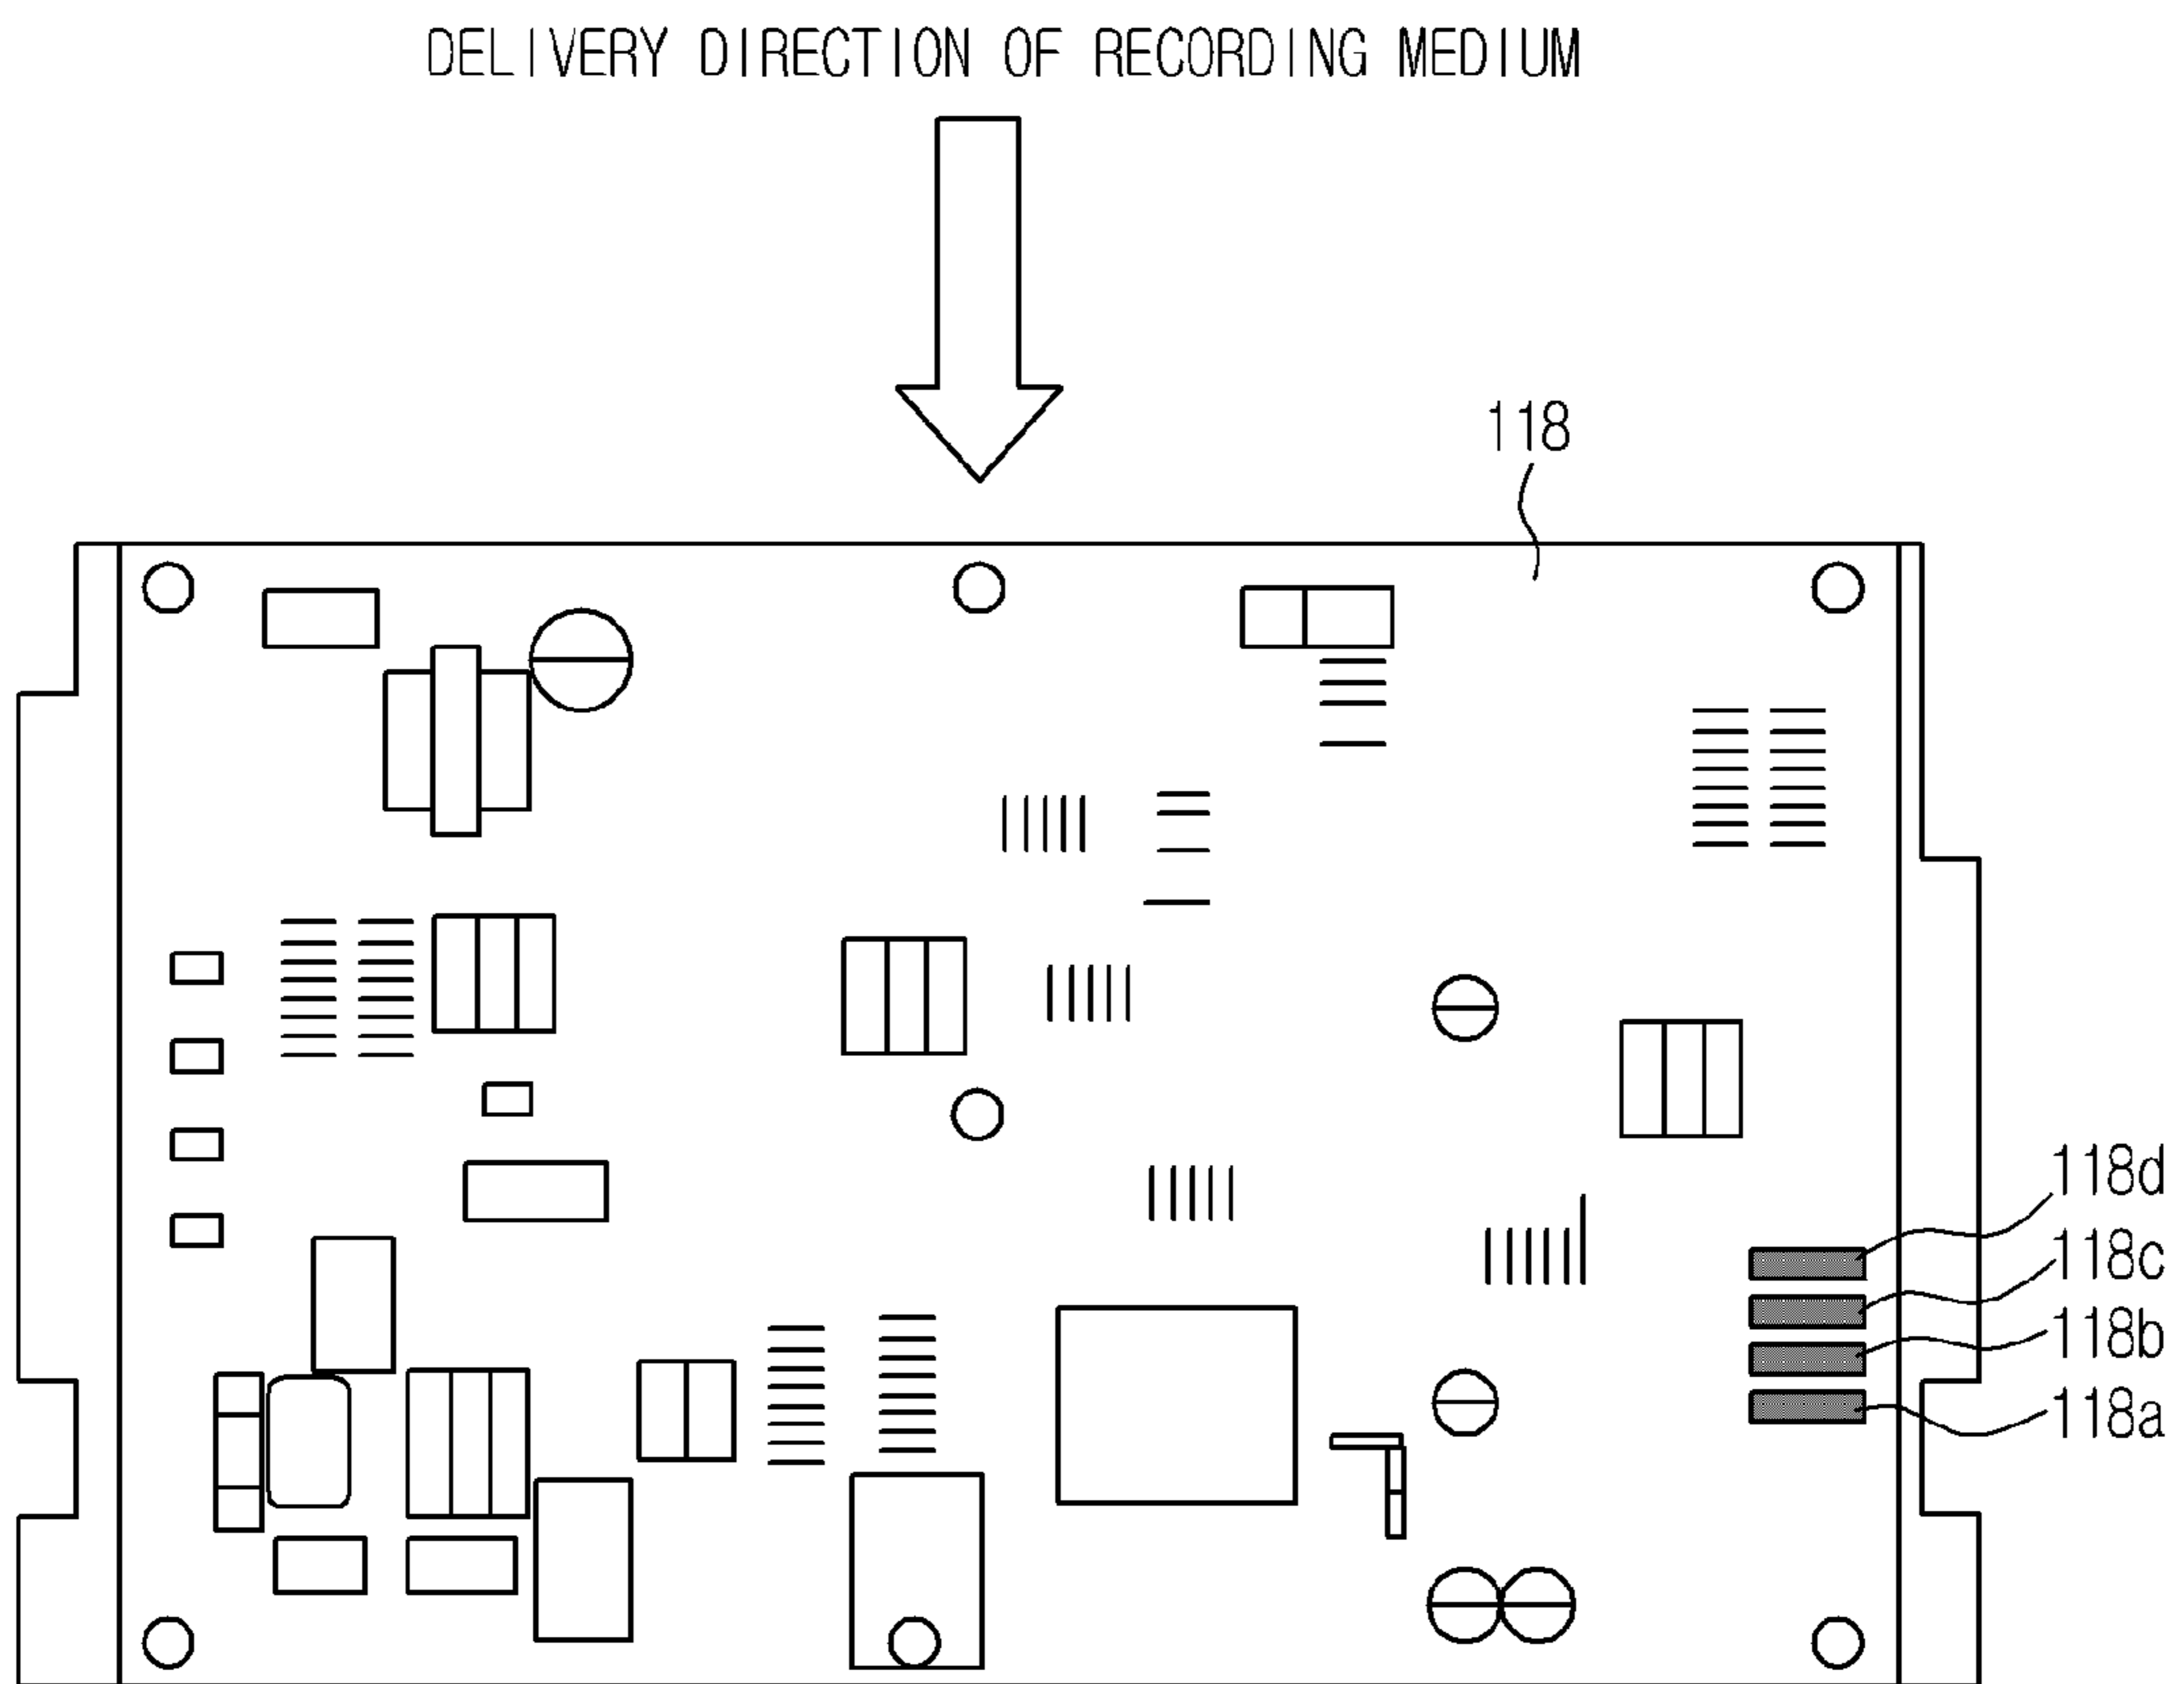 DELIVERY DIRECTION OF RECORDING MEDIUM
118
118d
118c
118b
118a